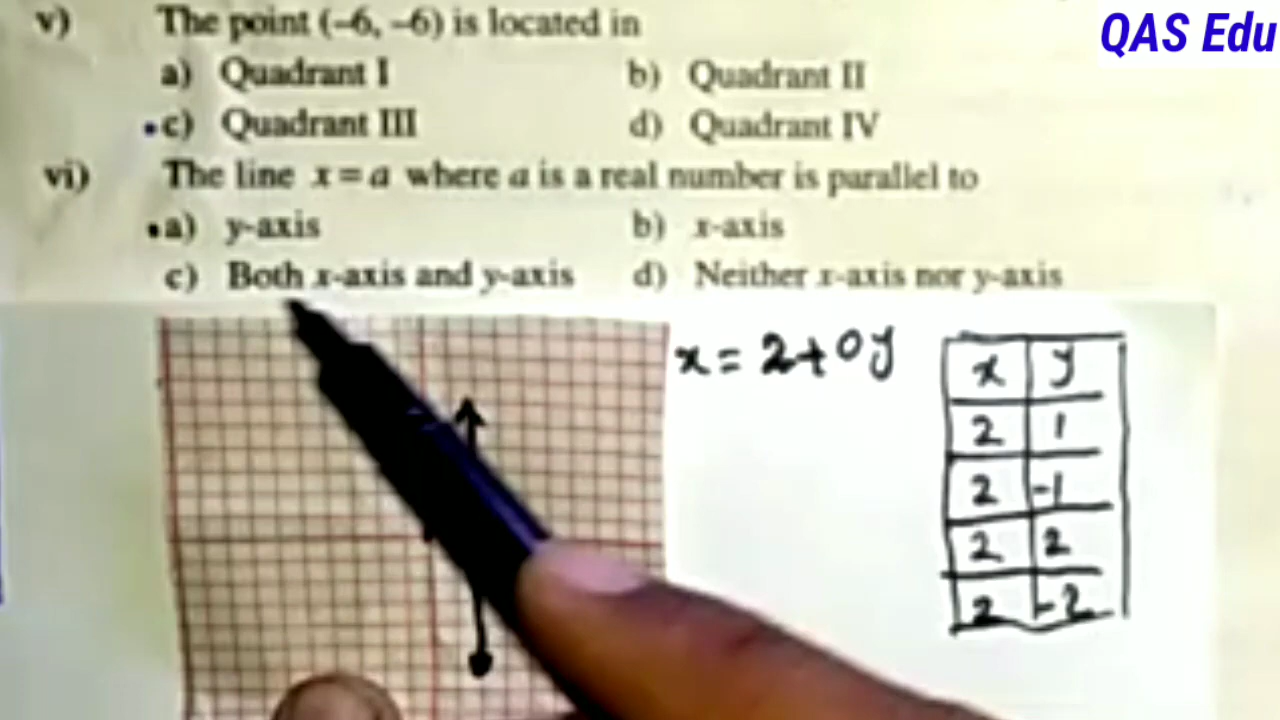 QAS Edu
v) The point (–6, –6) is located in
a) Quadrant I b) Quadrant II
c) Quadrant III d) Quadrant IV
vi) The line x = a where a is a real number is parallel to
a) y-axis b) x-axis
c) Both x-axis and y-axis d) Neither x-axis nor y-axis
x = 2+0y
x y
2 1
2 -1
2 2
2 -2